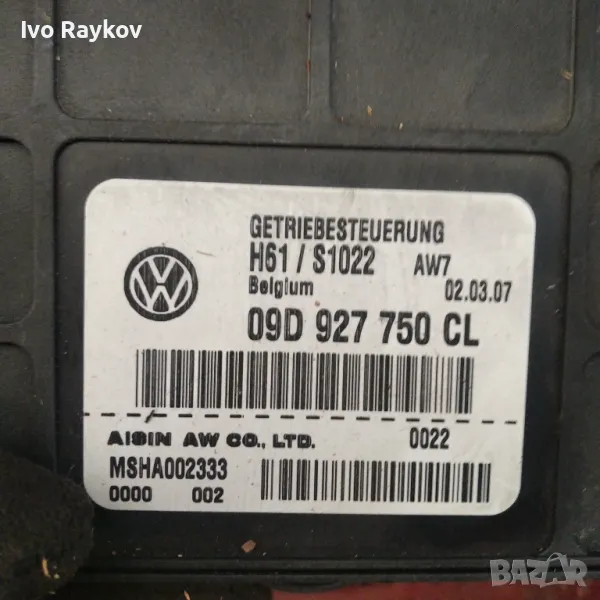 Ivo Raykov
GETRIEBESTEUERUNG
H61 / S1022 AW7
Belgium 02.03.07
09D 927 750 CL
AISIN AW CO., LTD. 0022
MSHA002333
0000 002
BAZAR